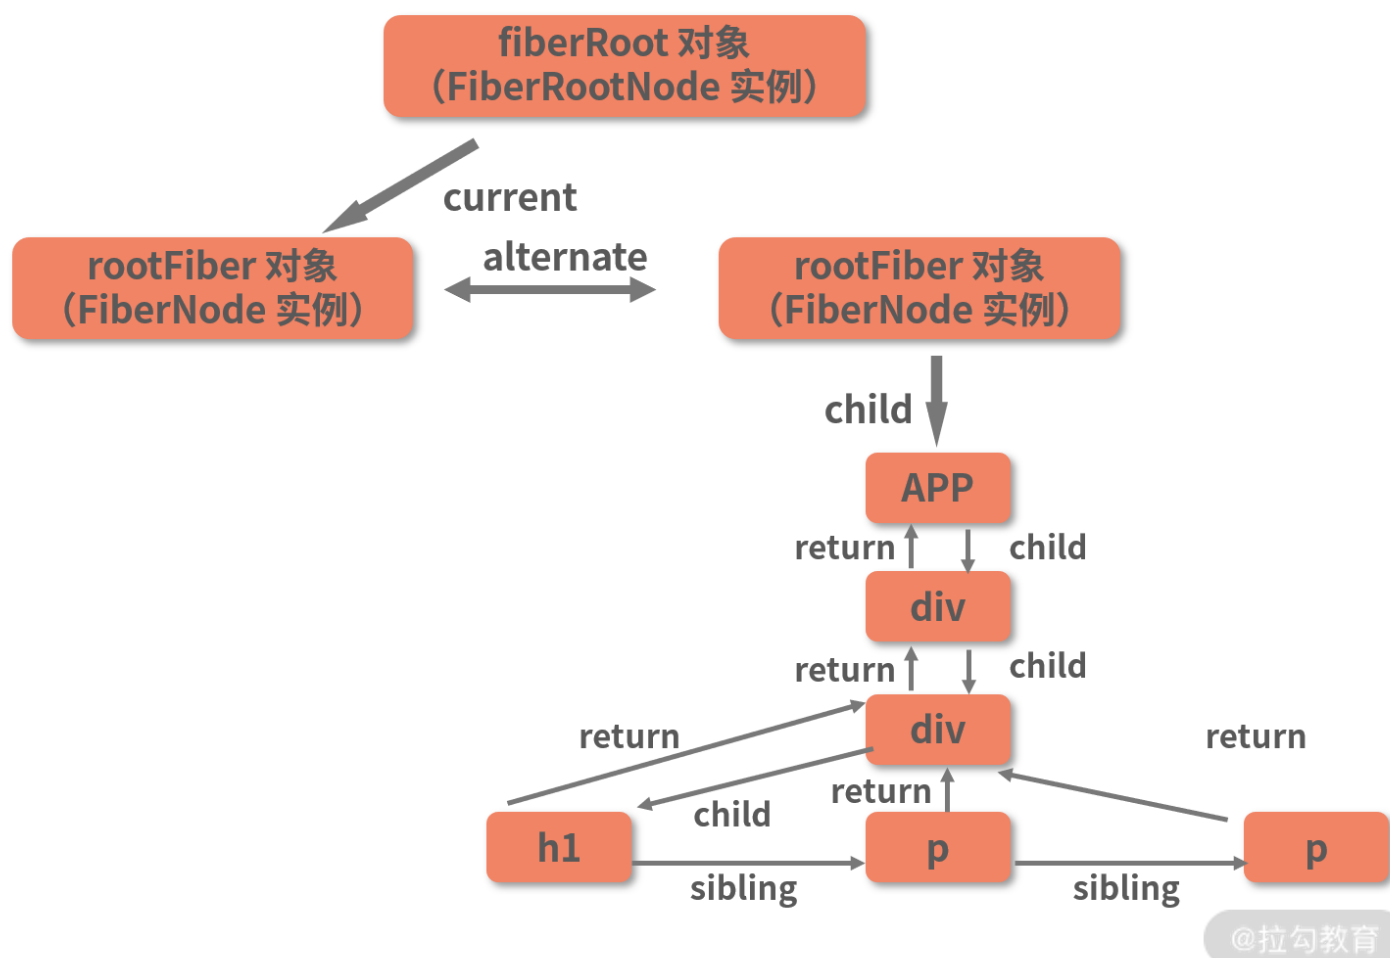 fiberRoot 对象
（FiberRootNode 实例）
current
alternate
rootFiber 对象
（FiberNode 实例）
rootFiber 对象
（FiberNode 实例）
child
APP
return
child
div
return
child
div
return
return
child
return
h1
p
p
sibling
sibling
@拉勾教育